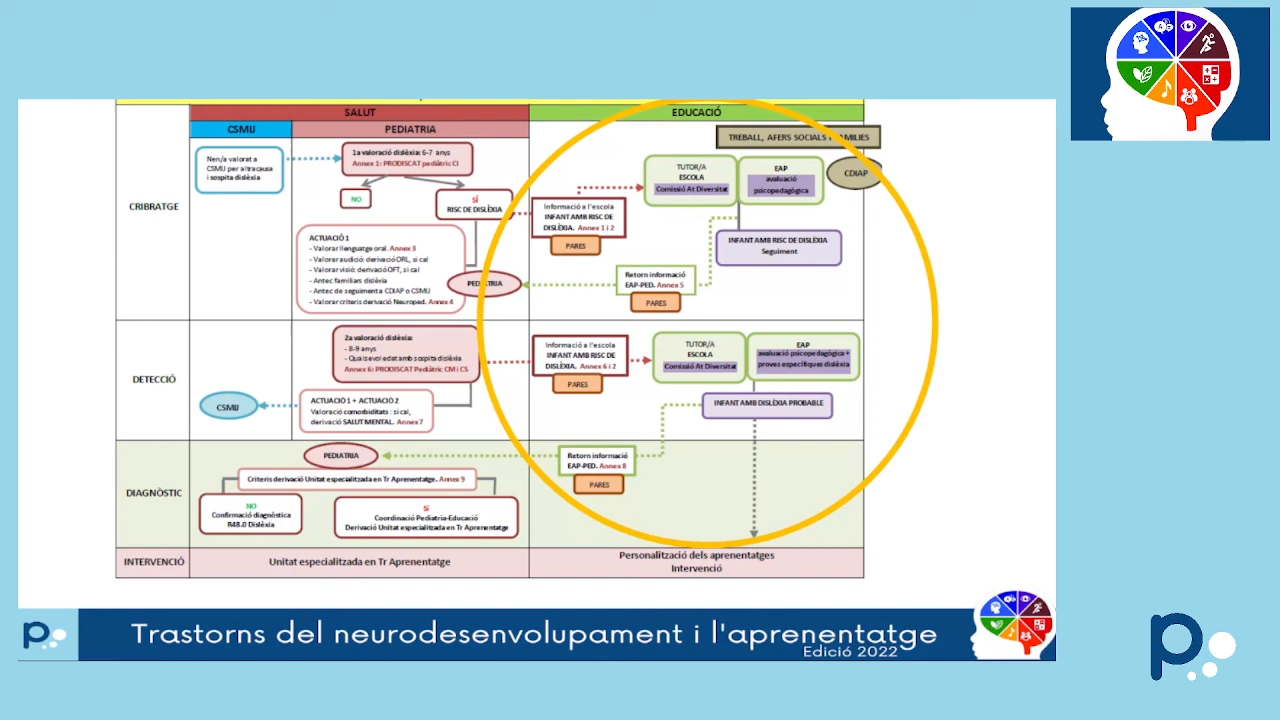 SALUT
EDUCACIÓ
CSMIJ
PEDIATRIA
TREBALL, AFERS SOCIALS I FAMILIES
CDIAP
CRIBRATGE
Nen/a valorat a
CSMIJ per altra causa
i sospita dislèxia
1a valoració dislèxia: 6-7 anys
Annex 1: PRODISCAT pediàtric CI
NO
SÍ
RISC DE DISLÈXIA
Informació a l'escola
INFANT AMB RISC DE
DISLÈXIA. Annex 1 i 2
PARES
TUTOR/A
ESCOLA
Comissió At Diversitat
EAP
avaluació
psicopedagògica
INFANT AMB RISC DE DISLÈXIA
Seguiment
ACTUACIÓ 1
- Valorar llenguatge oral. Annex 3
- Valorar audició: derivació ORL, si cal
- Valorar visió: derivació OFT, si cal
- Antec familiars dislèxia
- Antec de seguiment a CDIAP o CSMIJ
- Valorar criteris derivació Neuroped. Annex 4
PEDIATRIA
Retorn informació
EAP-PED. Annex 5
PARES
DETECCIÓ
2a valoració dislèxia:
- 8-9 anys
- Qualsevol edat amb sospita dislèxia
Annex 6: PRODISCAT Pediàtric CM i CS
Informació a l'escola
INFANT AMB RISC DE
DISLÈXIA. Annex 6 i 2
PARES
TUTOR/A
ESCOLA
Comissió At Diversitat
EAP
avaluació psicopedagògica +
proves específiques dislèxia
CSMIJ
ACTUACIÓ 1 + ACTUACIÓ 2
Valoració comorbiditats: si cal,
derivació SALUT MENTAL. Annex 7
INFANT AMB DISLÈXIA PROBABLE
DIAGNÒSTIC
PEDIATRIA
Criteris derivació Unitat especialitzada en Tr Aprenentatge. Annex 9
NO
Confirmació diagnòstica
R48.0 Dislèxia
SÍ
Coordinació Pediatria-Educació
Derivació Unitat especialitzada en Tr Aprenentatge
Retorn informació
EAP-PED. Annex 8
PARES
INTERVENCIÓ
Unitat especialitzada en Tr Aprenentatge
Personalització dels aprenentatges
Intervenció
Trastorns del neurodesenvolupament i l'aprenentatge
Edició 2022